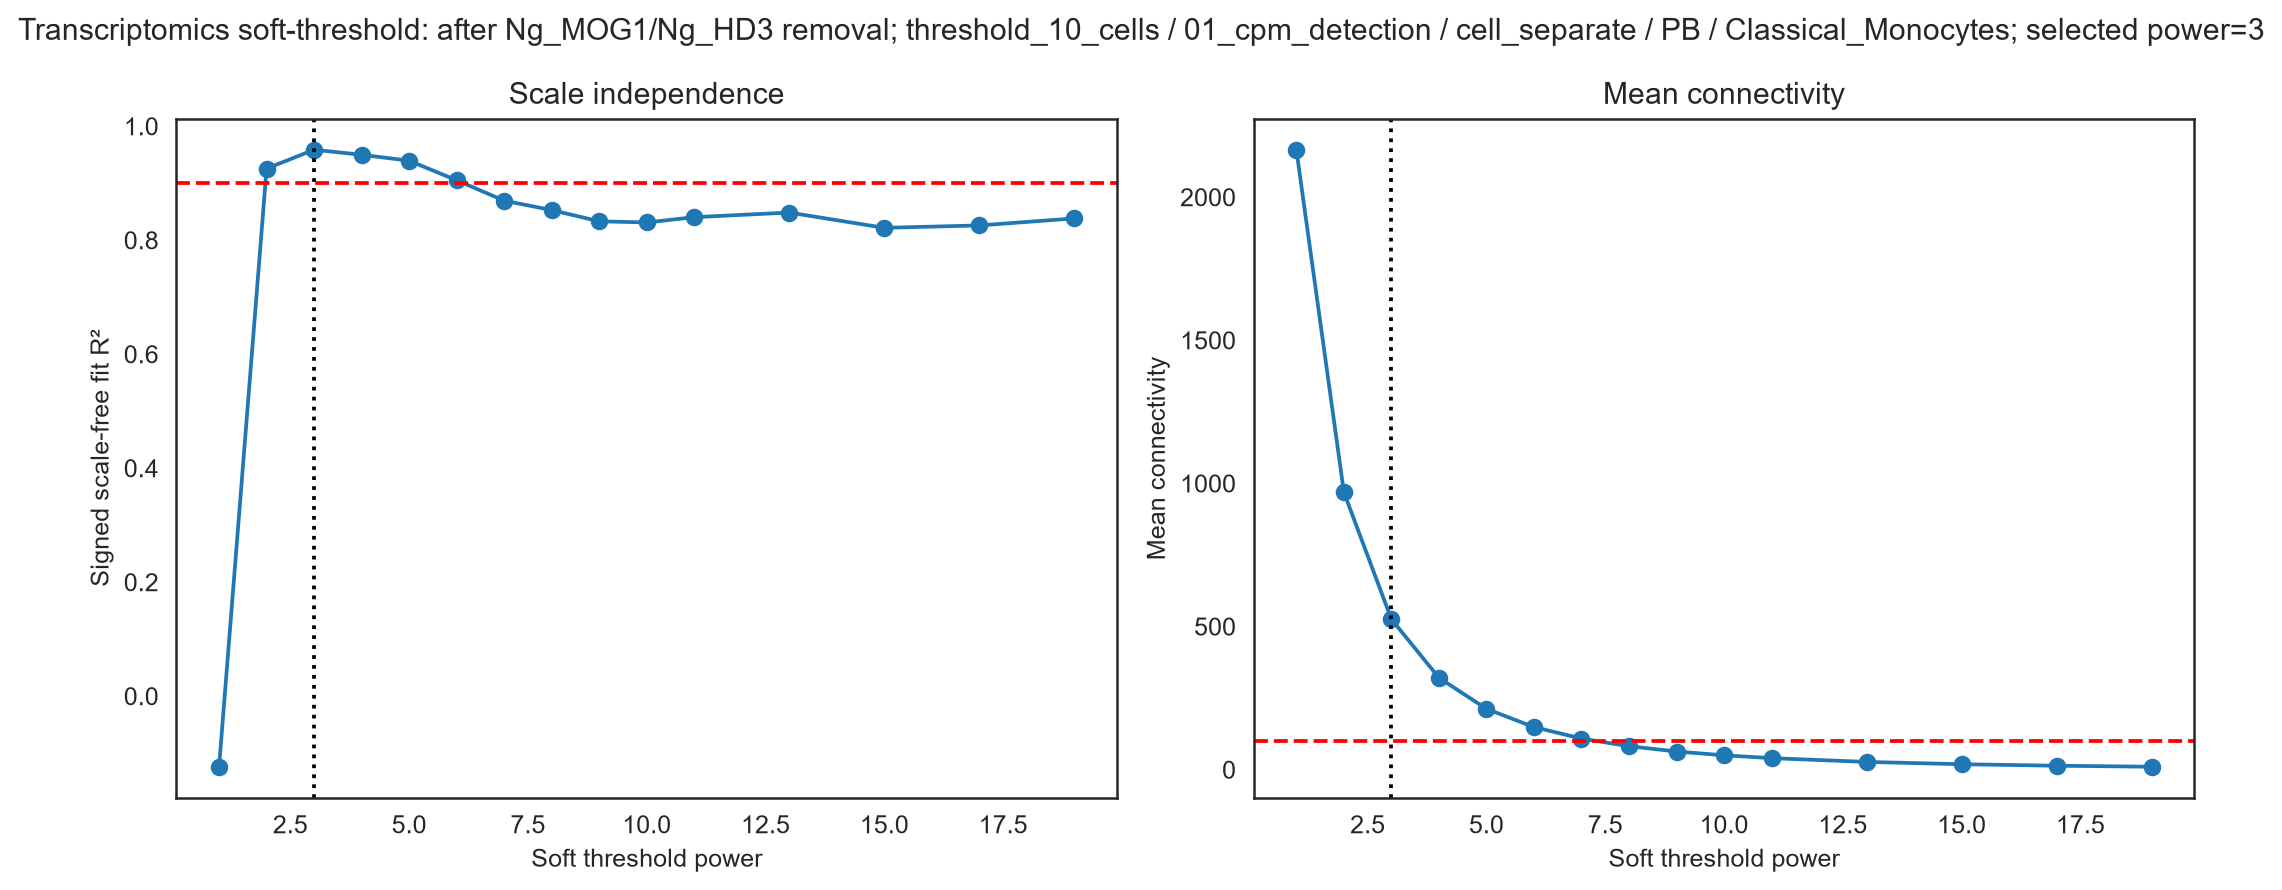 Transcriptomics soft-threshold: after Ng_MOG1/Ng_HD3 removal; threshold_10_cells / 01_cpm_detection / cell_separate / PB / Classical_Monocytes; selected power=3
Scale independence
1.0
0.8
0.6
0.4
0.2
0.0
Signed scale-free fit R²
2.5 5.0 7.5 10.0 12.5 15.0 17.5
Soft threshold power
Mean connectivity
2000
1500
1000
500
0
Mean connectivity
2.5 5.0 7.5 10.0 12.5 15.0 17.5
Soft threshold power